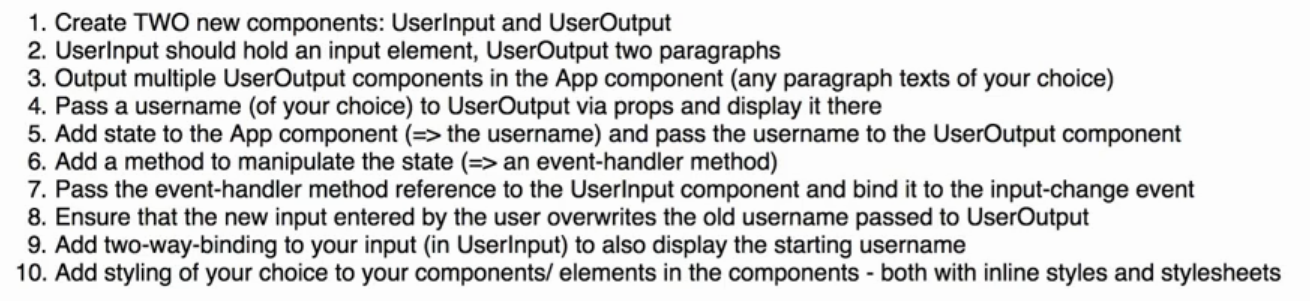 1. Create TWO new components: UserInput and UserOutput
2. UserInput should hold an input element, UserOutput two paragraphs
3. Output multiple UserOutput components in the App component (any paragraph texts of your choice)
4. Pass a username (of your choice) to UserOutput via props and display it there
5. Add state to the App component (=> the username) and pass the username to the UserOutput component
6. Add a method to manipulate the state (=> an event-handler method)
7. Pass the event-handler method reference to the UserInput component and bind it to the input-change event
8. Ensure that the new input entered by the user overwrites the old username passed to UserOutput
9. Add two-way-binding to your input (in UserInput) to also display the starting username
10. Add styling of your choice to your components/ elements in the components - both with inline styles and stylesheets